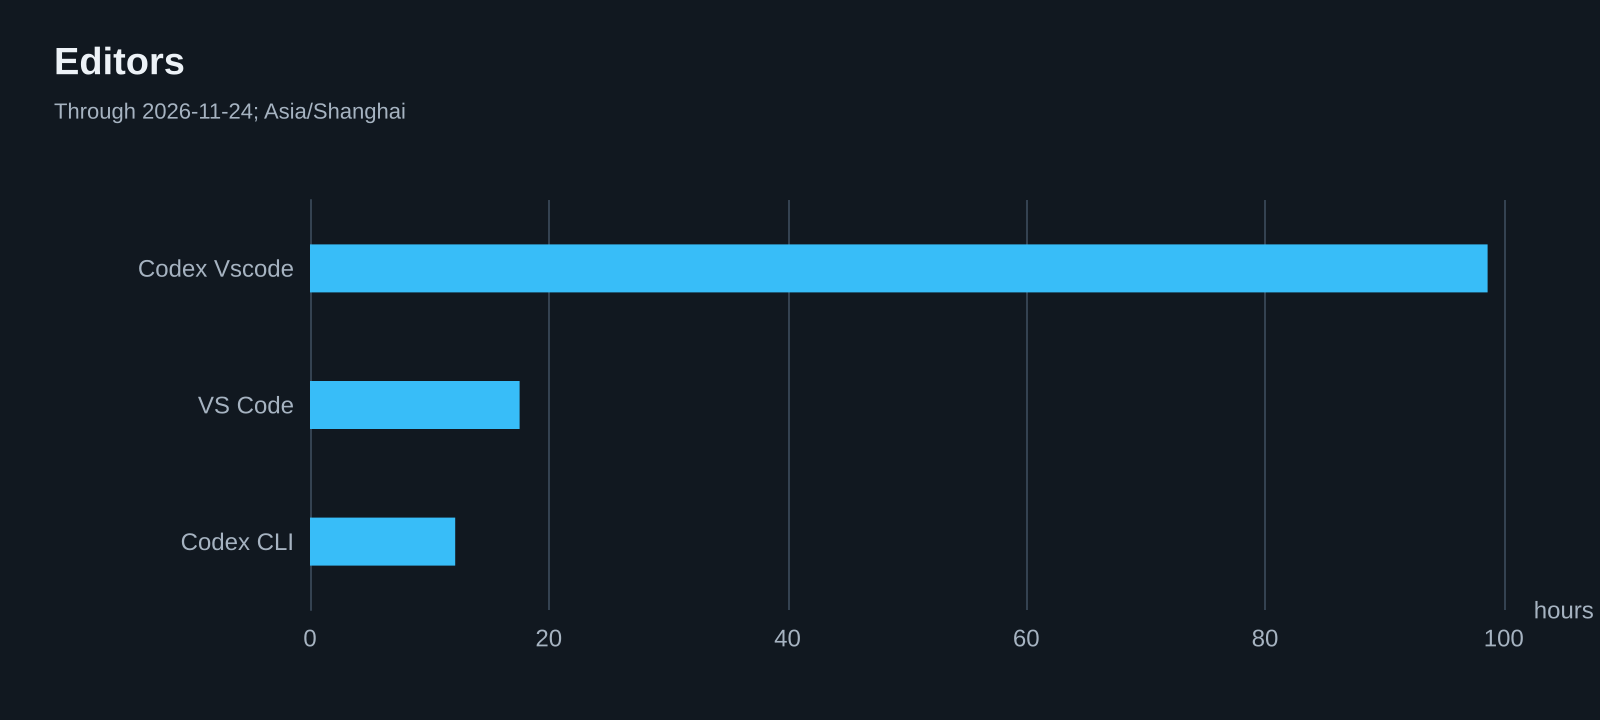 Editors
Through 2026-11-24; Asia/Shanghai
Codex Vscode
VS Code
Codex CLI
hours
0 20 40 60 80 100